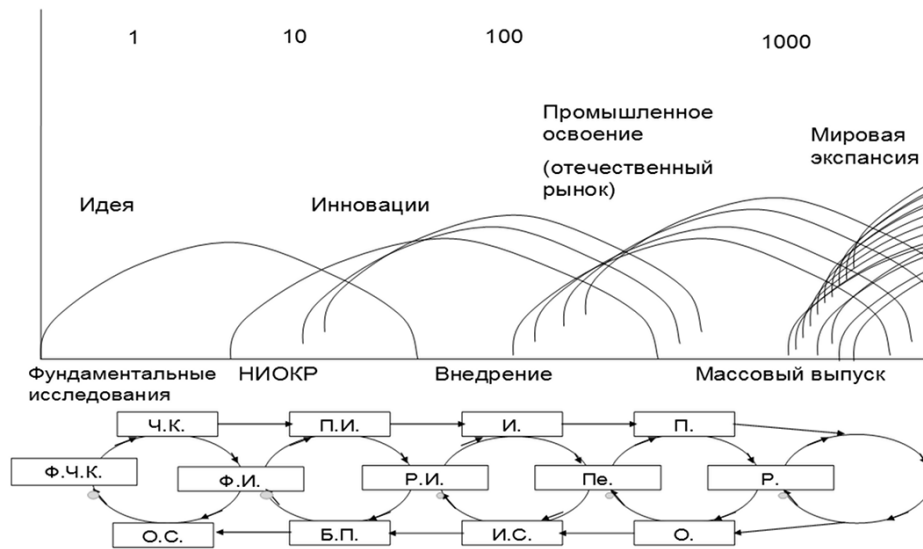 1
10
100
1000
Промышленное
освоение
(отечественный
рынок)
Мировая
экспансия
Идея
Инновации
Фундаментальные
исследования
НИОКР
Внедрение
Массовый выпуск
Ч.К.
П.И.
И.
П.
Ф.Ч.К.
Ф.И.
Р.И.
Пе.
Р.
О.С.
Б.П.
И.С.
О.